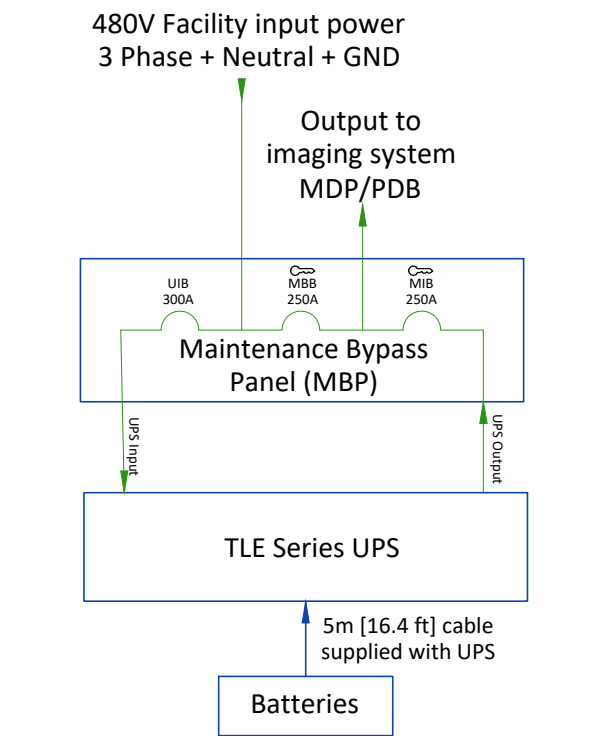 480V Facility input power
3 Phase + Neutral + GND
Output to
imaging system
MDP/PDB
UIB
300A
MBB
250A
MIB
250A
Maintenance Bypass
Panel (MBP)
UPS Input
UPS Output
TLE Series UPS
5m [16.4 ft] cable
supplied with UPS
Batteries